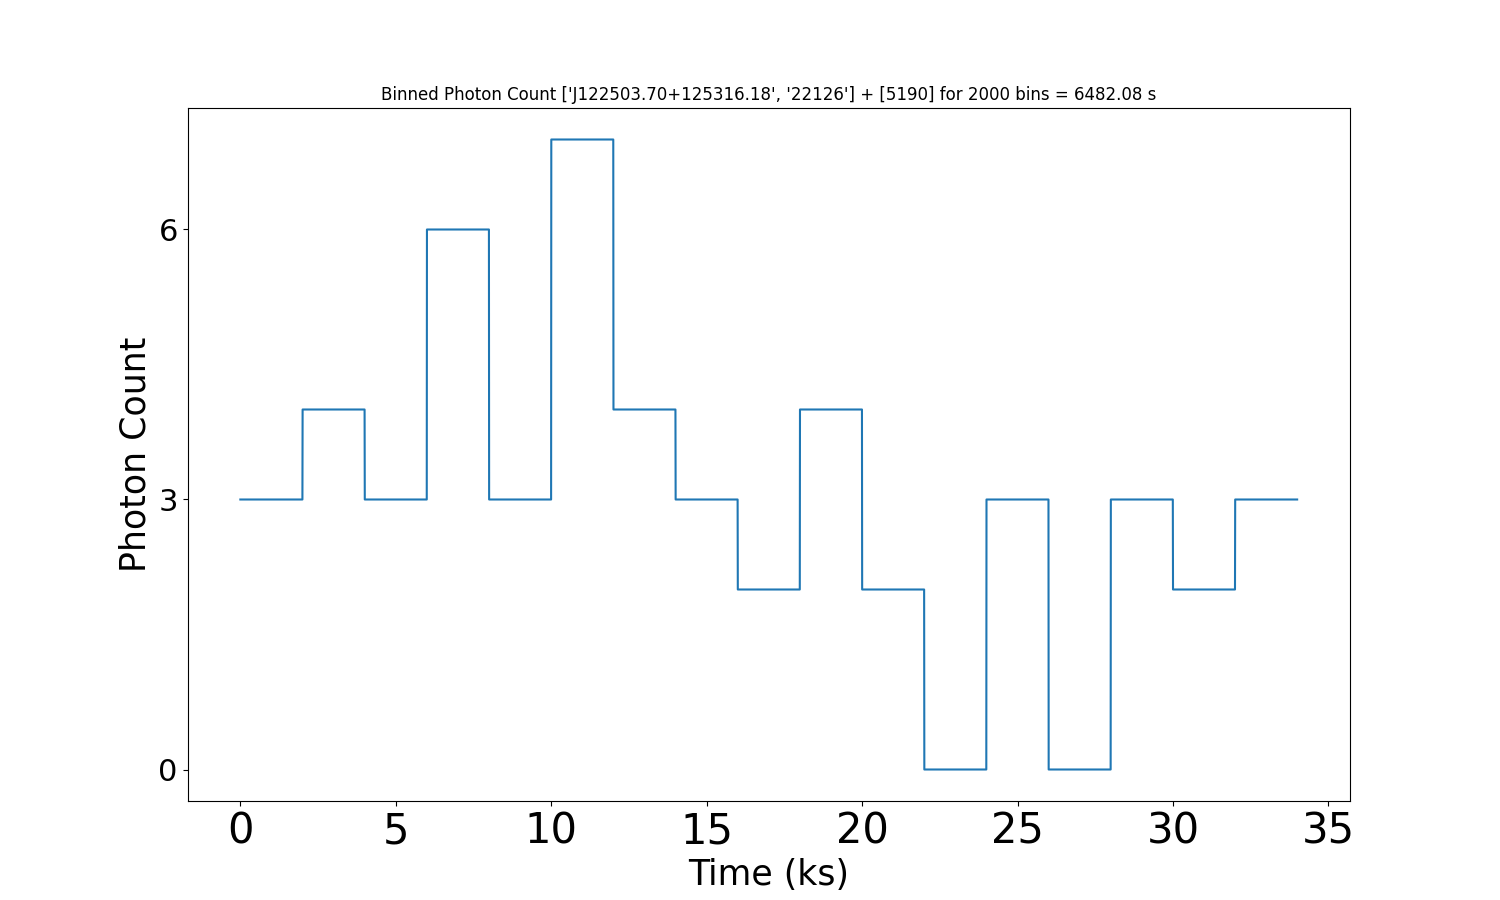 Binned Photon Count ['J122503.70+125316.18', '22126'] + [5190] for 2000 bins = 6482.08 s
Photon Count
6
3
0
0 5 10 15 20 25 30 35
Time (ks)